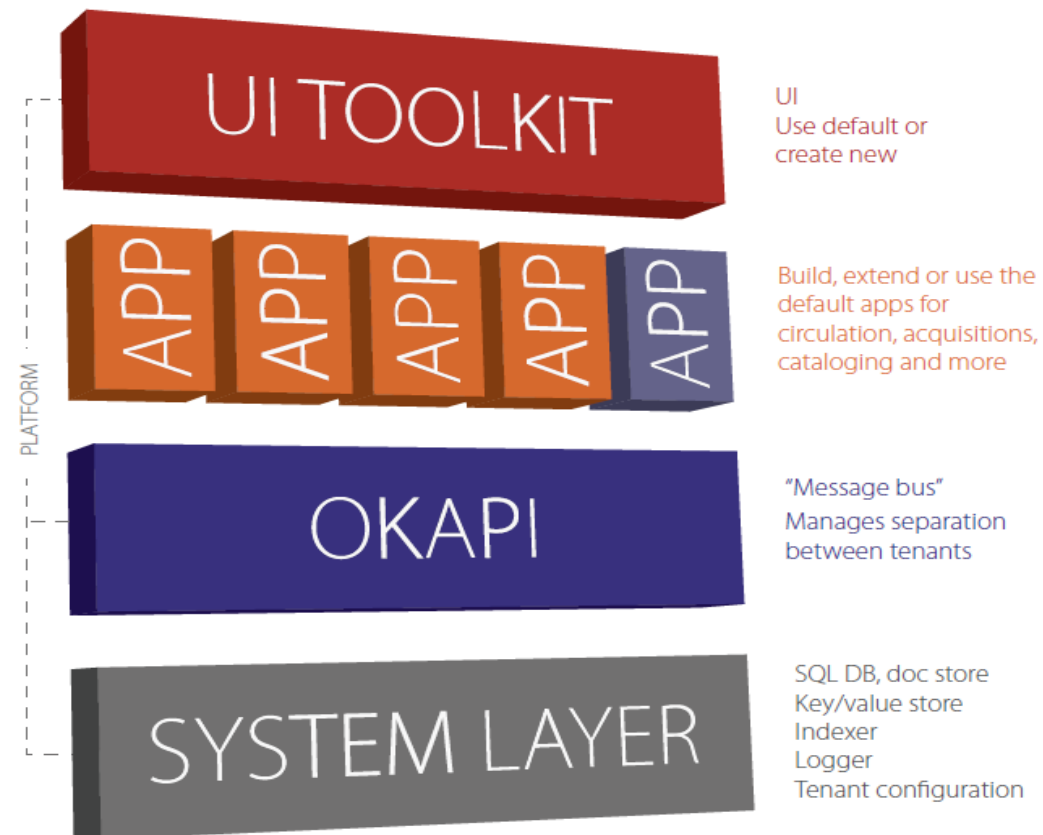 UI TOOLKIT
UI
Use default or
create new
APP
APP
APP
APP
APP
Build, extend or use the
default apps for
circulation, acquisitions,
cataloging and more
PLATFORM
OKAPI
“Message bus”
Manages separation
between tenants
SYSTEM LAYER
SQL DB, doc store
Key/value store
Indexer
Logger
Tenant configuration